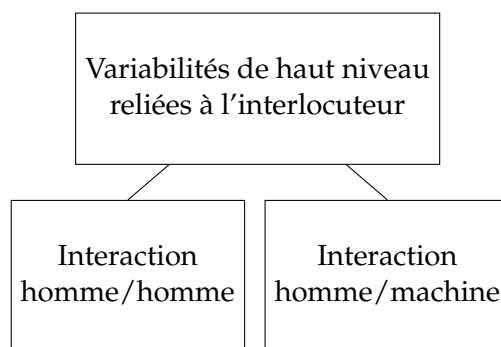 Variabilités de haut niveau
reliées à l'interlocuteur
Interaction
homme/homme
Interaction
homme/machine